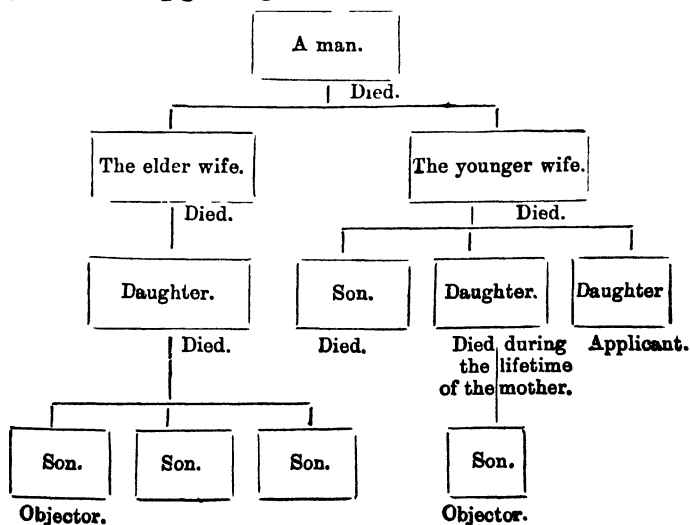 A man.
Died.
The elder wife.
The younger wife.
Died.
Died.
Daughter.
Son.
Daughter.
Daughter
Died.
Died.
Died during
the lifetime
of the mother.
Applicant.
Son.
Son.
Son.
Son.
Objector.
Objector.